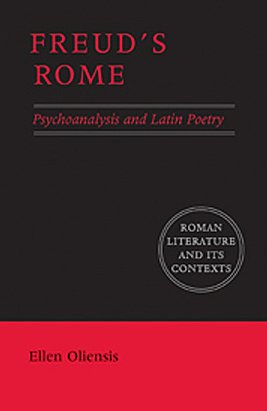 FREUD'S
ROME
Psychoanalysis and Latin Poetry
ROMAN
LITERATURE
AND ITS
CONTEXTS
Ellen Oliensis